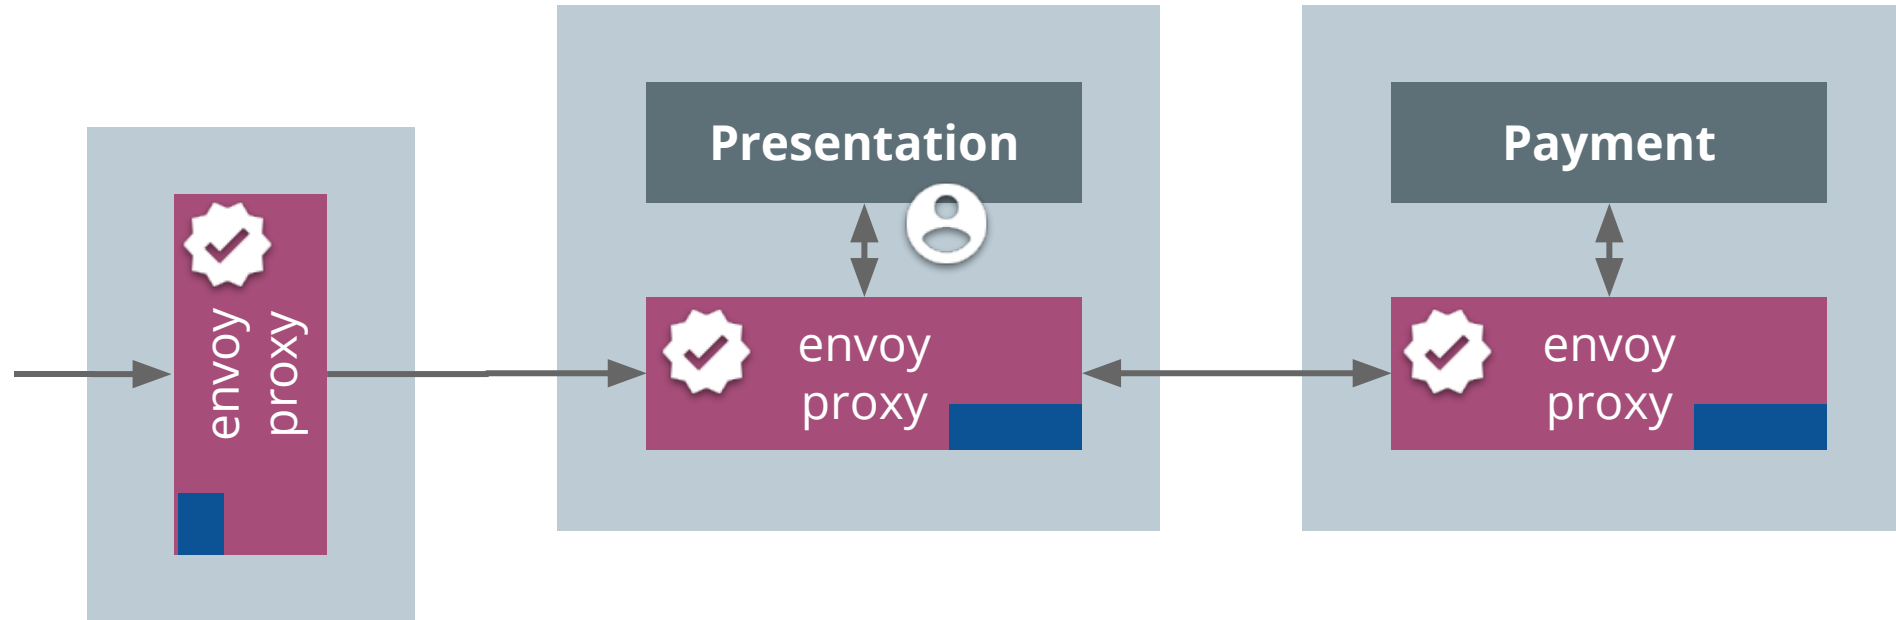 envoy
proxy
Presentation
envoy
proxy
Payment
envoy
proxy